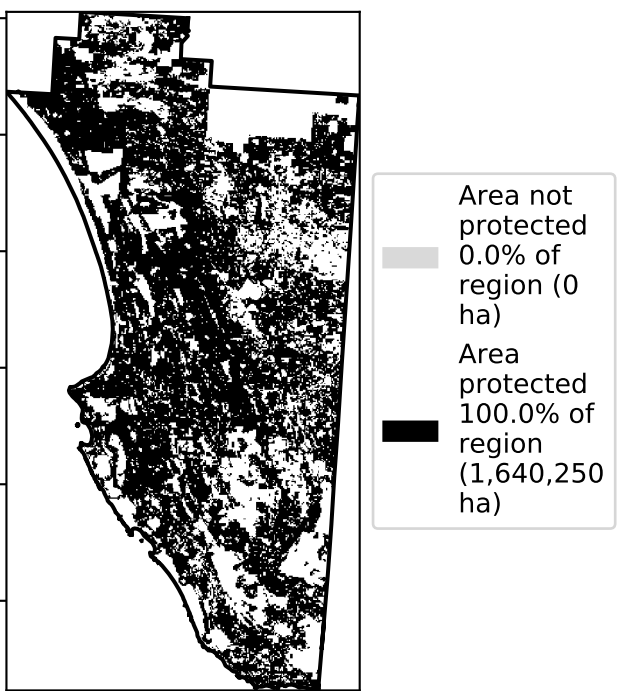 Area not
protected
0.0% of
region (0
ha)
Area
protected
100.0% of
region
(1,640,250
ha)